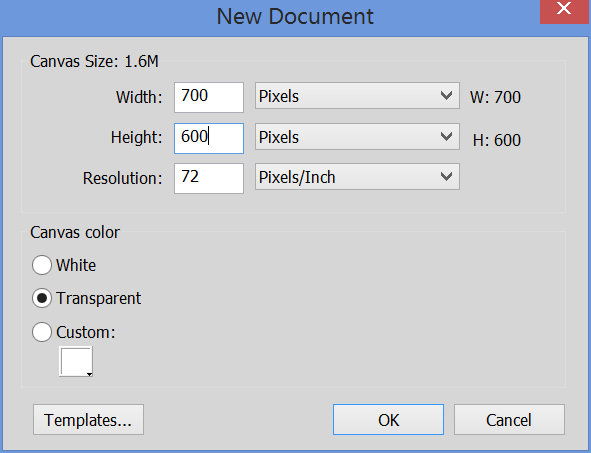 New Document
Canvas Size: 1.6M
Width: 700 Pixels W: 700
Height: 600 Pixels H: 600
Resolution: 72 Pixels/Inch
Canvas color
White
Transparent
Custom:
Templates... OK Cancel